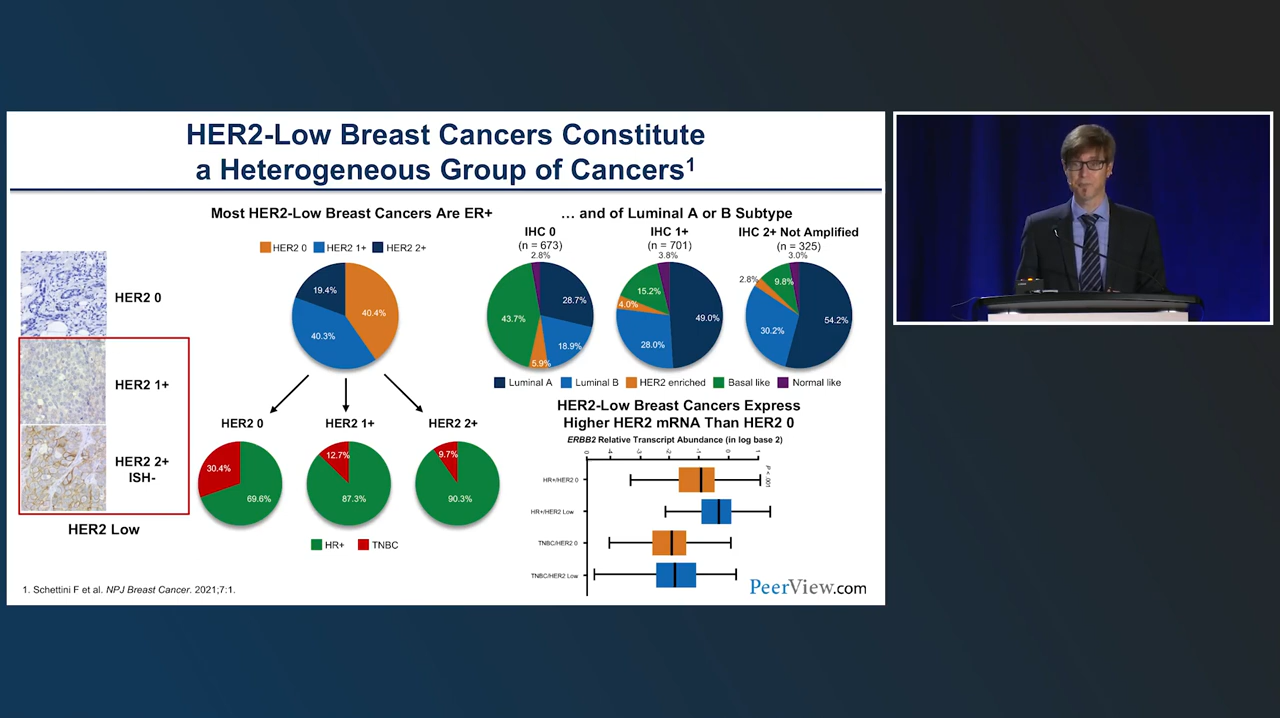 HER2-Low Breast Cancers Constitute
a Heterogeneous Group of Cancers1
Most HER2-Low Breast Cancers Are ER+
HER2 0 HER2 1+ HER2 2+
19.4%
40.4%
40.3%
HER2 0
HER2 1+
HER2 2+
ISH-
HER2 Low
HER2 0
HER2 1+
HER2 2+
30.4%
69.6%
12.7%
87.3%
9.7%
90.3%
HR+ TNBC
… and of Luminal A or B Subtype
IHC 0
(n = 673)
2.8%
28.7%
43.7%
18.9%
5.9%
IHC 1+
(n = 701)
3.8%
15.2%
4.0%
49.0%
28.0%
IHC 2+ Not Amplified
(n = 325)
3.0%
2.8%
9.8%
54.2%
30.2%
Luminal A Luminal B HER2 enriched Basal like Normal like
HER2-Low Breast Cancers Express
Higher HER2 mRNA Than HER2 0
ERBB2 Relative Transcript Abundance (in log base 2)
HR+/HER2 0
HR+/HER2 Low
TNBC/HER2 0
TNBC/HER2 Low
P < .001
1. Schettini F et al. NPJ Breast Cancer. 2021;7:1.
PeerView.com